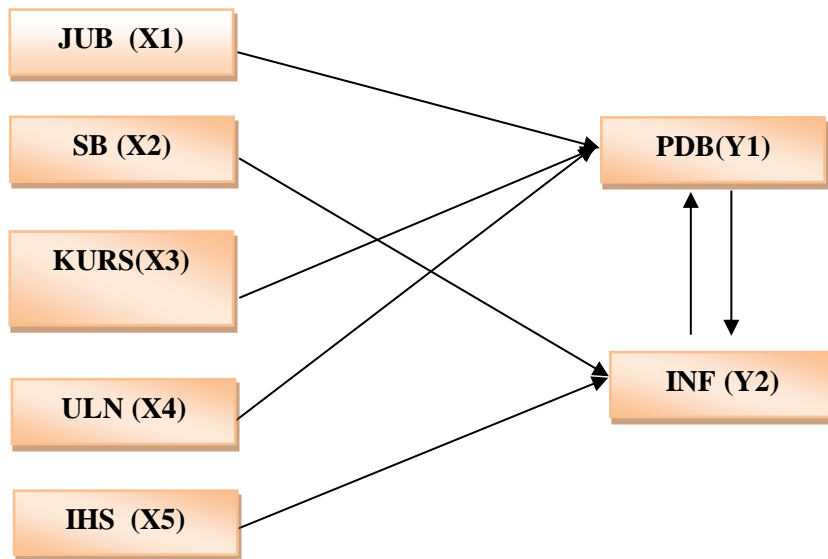 JUB (X1)
SB (X2)
KURS(X3)
ULN (X4)
IHS (X5)
PDB(Y1)
INF (Y2)